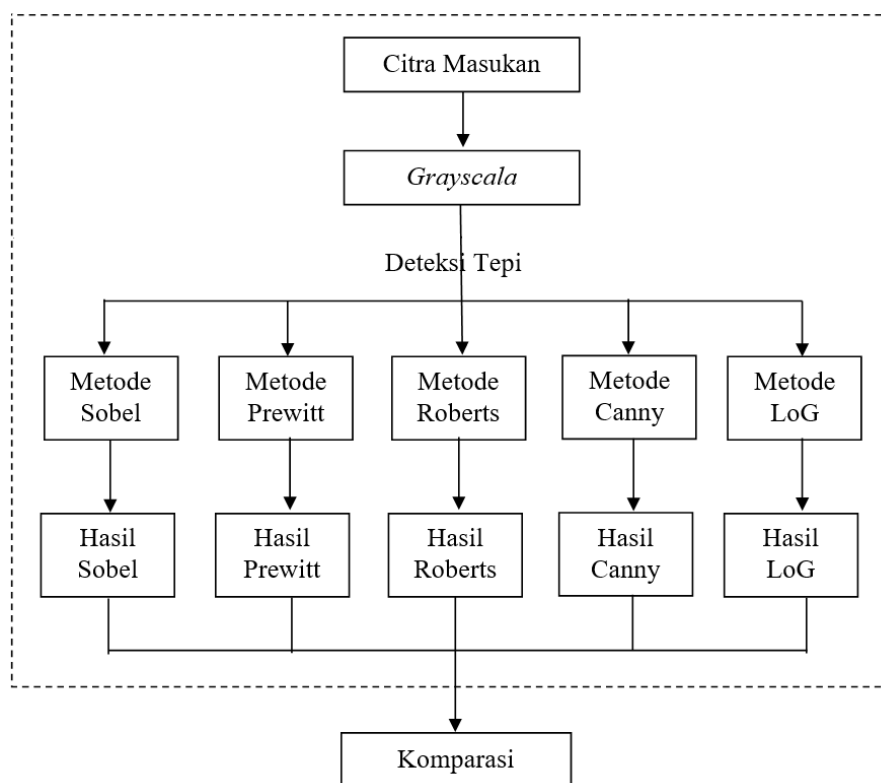 Citra Masukan
Grayscala
Deteksi Tepi
Metode
Sobel
Metode
Prewitt
Metode
Roberts
Metode
Canny
Metode
LoG
Hasil
Sobel
Hasil
Prewitt
Hasil
Roberts
Hasil
Canny
Hasil
LoG
Komparasi